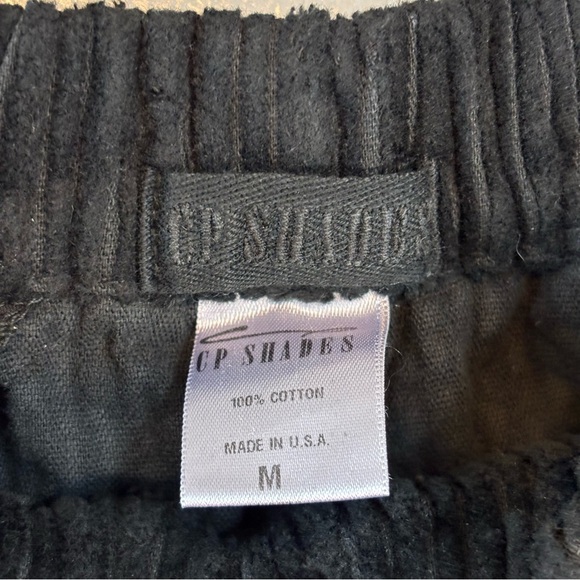 CP SHADES
CP SHADES
100% COTTON
MADE IN U.S.A.
M